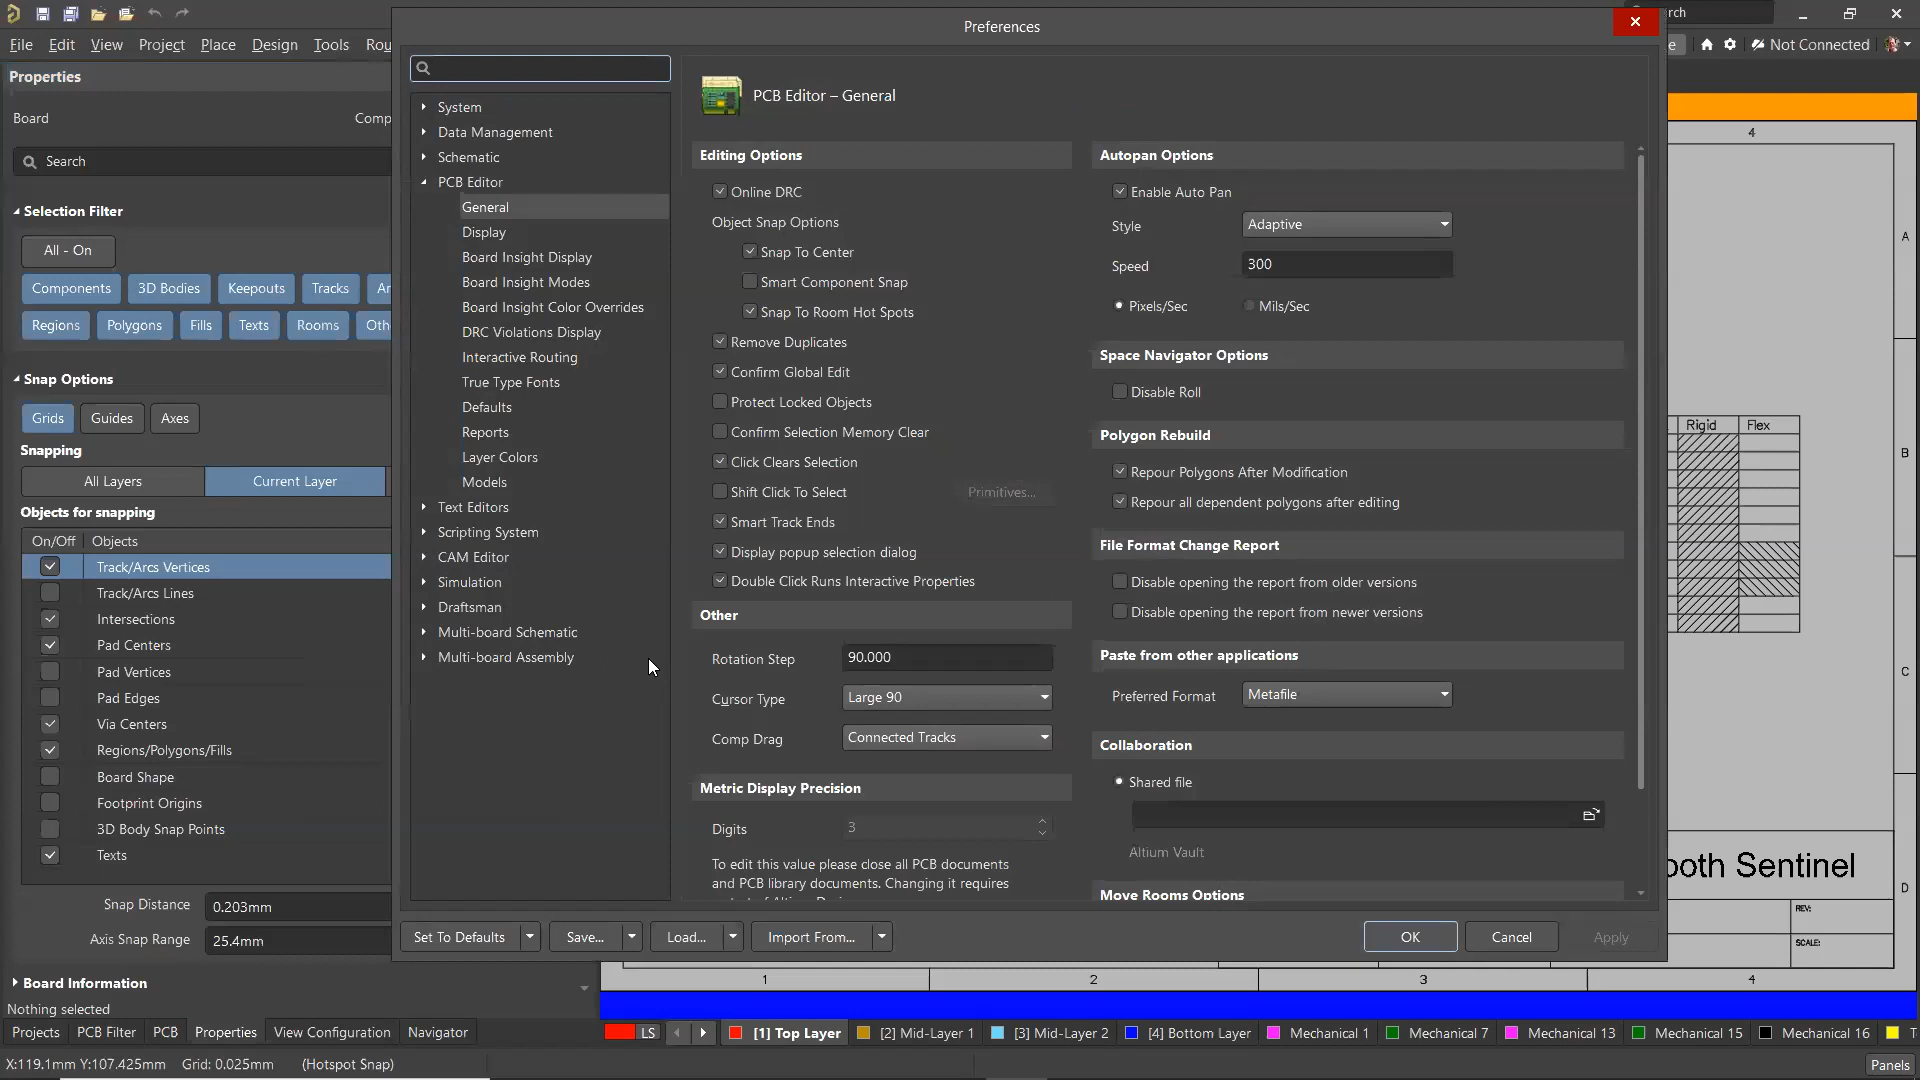 Preferences
rch
File Edit View Project Place Design Tools Rou
e Not Connected
Properties
Board Comp
Search
Selection Filter
All - On
Components 3D Bodies Keepouts Tracks Ar
Regions Polygons Fills Texts Rooms Oth
Snap Options
Grids Guides Axes
Snapping
All Layers Current Layer
Objects for snapping
On/Off Objects
Track/Arcs Vertices
Track/Arcs Lines
Intersections
Pad Centers
Pad Vertices
Pad Edges
Via Centers
Regions/Polygons/Fills
Board Shape
Footprint Origins
3D Body Snap Points
Texts
Snap Distance 0.203mm
Axis Snap Range 25.4mm
Board Information
Nothing selected
Projects PCB Filter PCB Properties View Configuration Navigator
X:119.1mm Y:107.425mm Grid: 0.025mm (Hotspot Snap)
System
Data Management
Schematic
PCB Editor
General
Display
Board Insight Display
Board Insight Modes
Board Insight Color Overrides
DRC Violations Display
Interactive Routing
True Type Fonts
Defaults
Reports
Layer Colors
Models
Text Editors
Scripting System
CAM Editor
Simulation
Draftsman
Multi-board Schematic
Multi-board Assembly
PCB Editor – General
Editing Options
Online DRC
Object Snap Options
Snap To Center
Smart Component Snap
Snap To Room Hot Spots
Remove Duplicates
Confirm Global Edit
Protect Locked Objects
Confirm Selection Memory Clear
Click Clears Selection
Shift Click To Select Primitives...
Smart Track Ends
Display popup selection dialog
Double Click Runs Interactive Properties
Other
Rotation Step 90.000
Cursor Type Large 90
Comp Drag Connected Tracks
Metric Display Precision
Digits 3
To edit this value please close all PCB documents
and PCB library documents. Changing it requires
Autopan Options
Enable Auto Pan
Style Adaptive
Speed 300
Pixels/Sec Mils/Sec
Space Navigator Options
Disable Roll
Polygon Rebuild
Repour Polygons After Modification
Repour all dependent polygons after editing
File Format Change Report
Disable opening the report from older versions
Disable opening the report from newer versions
Paste from other applications
Preferred Format Metafile
Collaboration
Shared file
Altium Vault
Move Rooms Options
Set To Defaults Save... Load... Import From... OK Cancel Apply
4
A
Rigid Flex
B
C
ooth Sentinel
D
REV:
SCALE:
1 2 3 4
LS [1] Top Layer [2] Mid-Layer 1 [3] Mid-Layer 2 [4] Bottom Layer Mechanical 1 Mechanical 7 Mechanical 13 Mechanical 15 Mechanical 16 T
Panels